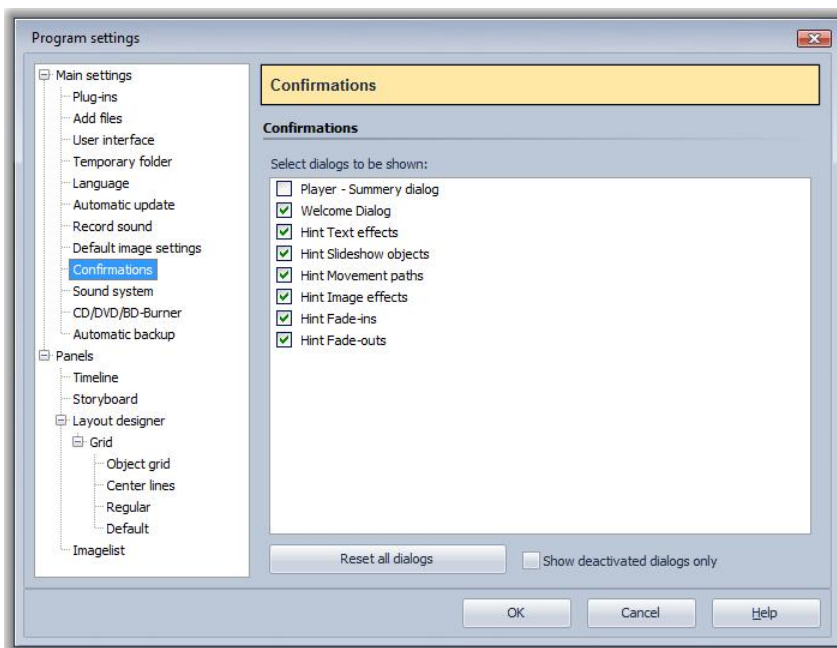 Program settings
Main settings
Plug-ins
Add files
User interface
Temporary folder
Language
Automatic update
Record sound
Default image settings
Confirmations
Sound system
CD/DVD/BD-Burner
Automatic backup
Panels
Timeline
Storyboard
Layout designer
Grid
Object grid
Center lines
Regular
Default
Imagelist
Confirmations
Confirmations
Select dialogs to be shown:
Player - Summery dialog
Welcome Dialog
Hint Text effects
Hint Slideshow objects
Hint Movement paths
Hint Image effects
Hint Fade-ins
Hint Fade-outs
Reset all dialogs
Show deactivated dialogs only
OK
Cancel
Help